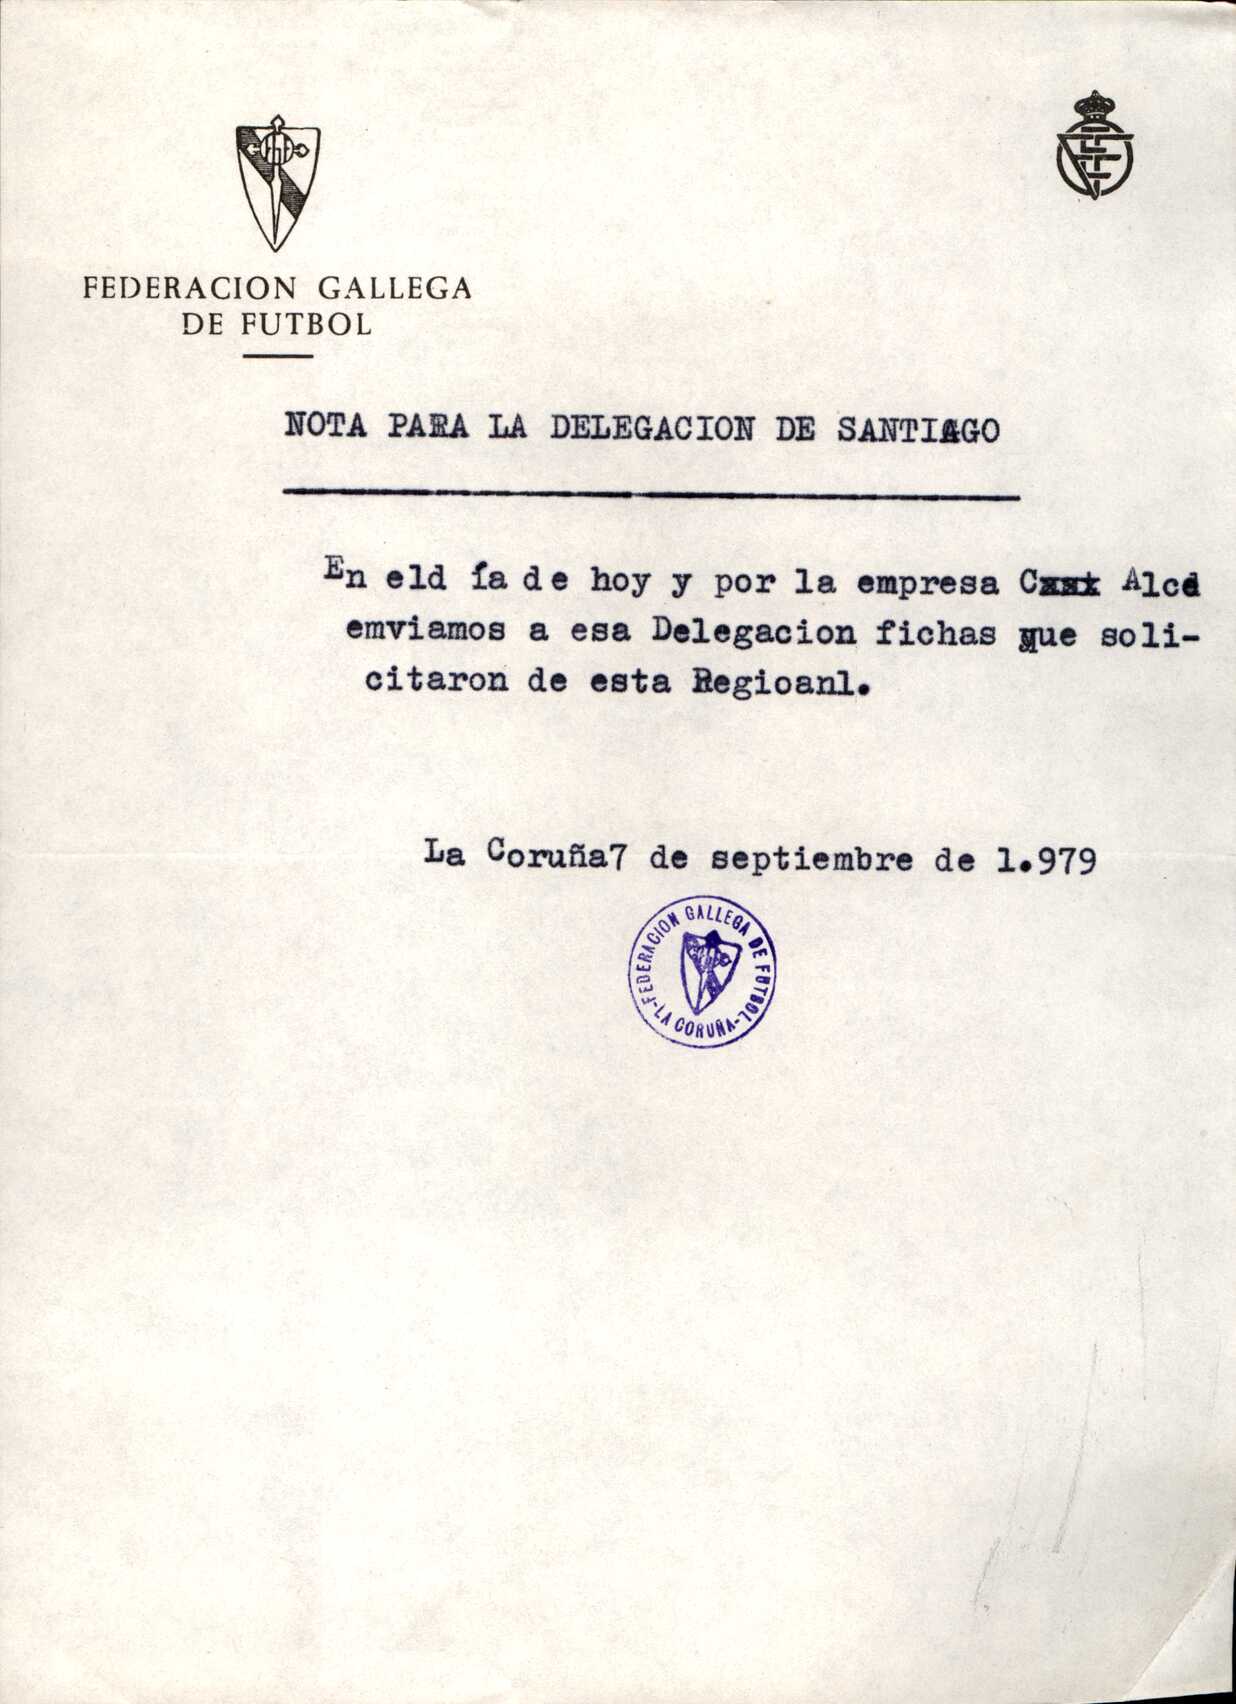 FEDERACION GALLEGA
DE FUTBOL
NOTA PARA LA DELEGACION DE SANTIAGO
En eld ía de hoy y por la empresa Alcd
emviamos a esa Delegacion fichas que soli-
citaron de esta Regioanl.
La Coruña7 de septiembre de 1.979
FEDERACION GALLEGA DE FUTBOL
-LA CORUÑA-